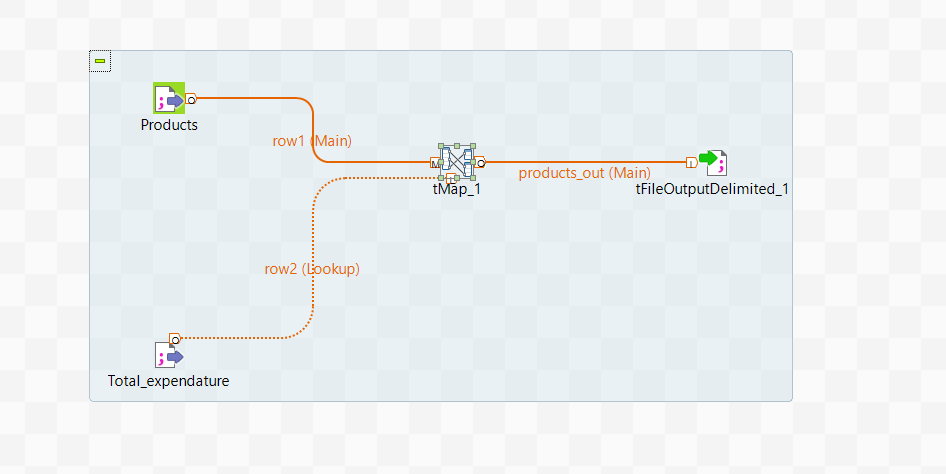 Products
row1 (Main)
tMap_1
products_out (Main)
tFileOutputDelimited_1
row2 (Lookup)
Total_expendature